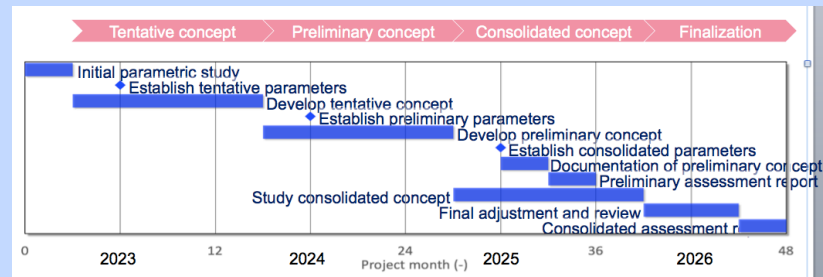 Tentative concept
Preliminary concept
Consolidated concept
Finalization
Initial parametric study
Establish tentative parameters
Develop tentative concept
Establish preliminary parameters
Develop preliminary concept
Establish consolidated parameters
Documentation of preliminary concept
Preliminary assessment report
Study consolidated concept
Final adjustment and review
Consolidated assessment r
0 12 24 36 48
2023 2024 2025 2026
Project month (-)